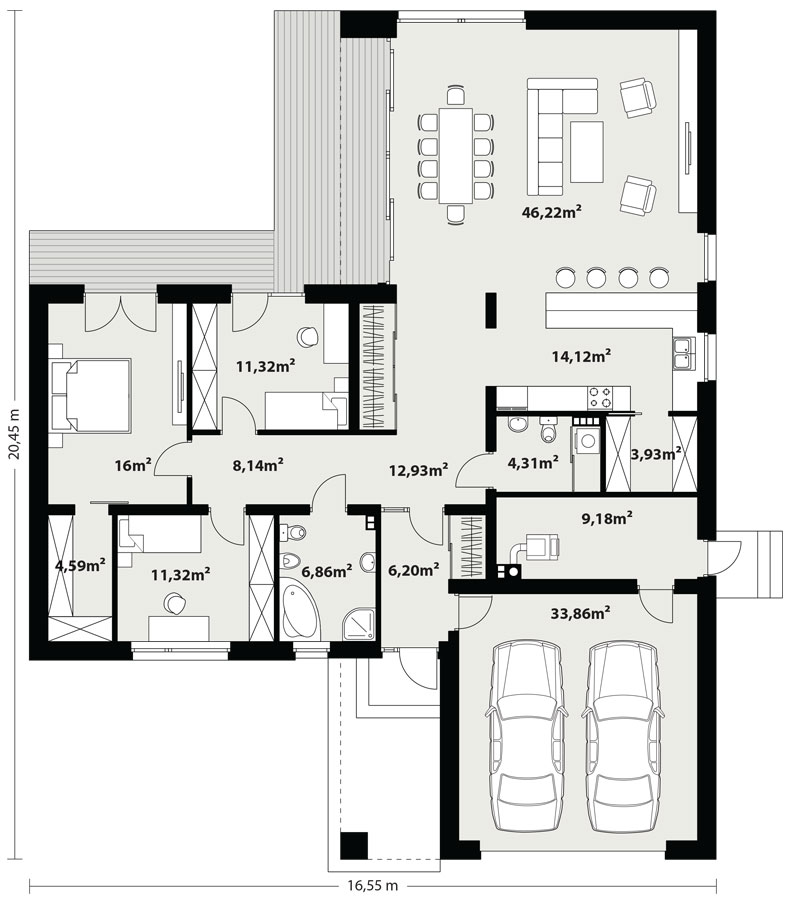 46,22m²
11,32m²
14,12m²
16m²
8,14m²
12,93m²
4,31m²
3,93m²
20,45 m
9,18m²
4,59m²
11,32m²
6,86m²
6,20m²
33,86m²
16,55 m